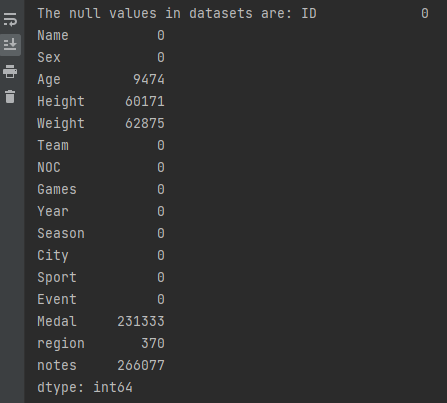 The null values in datasets are: ID             0
Name           0
Sex            0
Age         9474
Height     60171
Weight     62875
Team           0
NOC            0
Games          0
Year           0
Season         0
City           0
Sport          0
Event          0
Medal     231333
region       370
notes     266077
dtype: int64